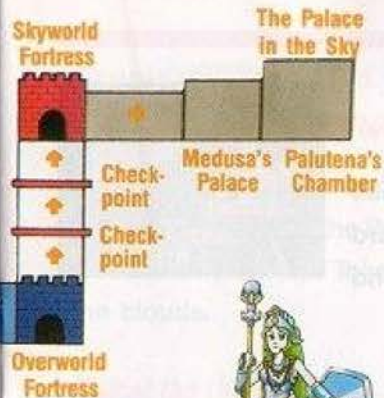 Skyworld
Fortress
The Palace
in the Sky
Medusa's
Palace
Palutena's
Chamber
Check-
point
Check-
point
Overworld
Fortress